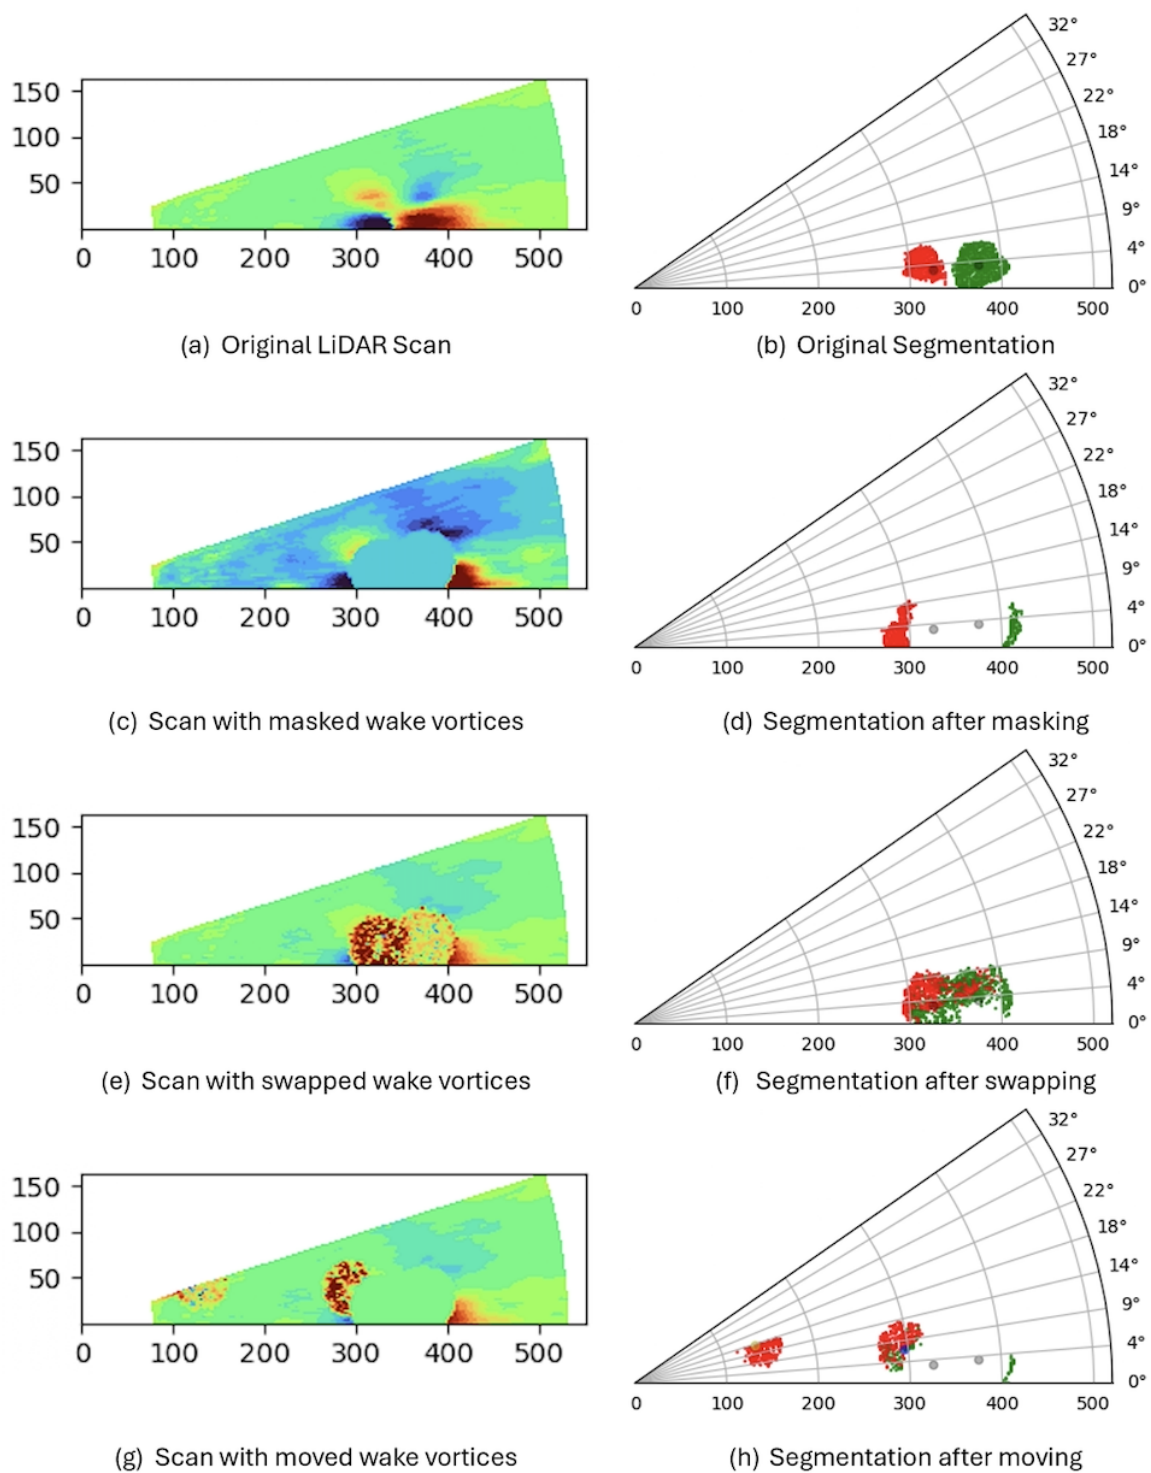 150
100
50
0 100 200 300 400 500
32°
27°
22°
18°
14°
9°
4°
0°
0 100 200 300 400 500
(a) Original LiDAR Scan
(b) Original Segmentation
150
100
50
0 100 200 300 400 500
32°
27°
22°
18°
14°
9°
4°
0°
0 100 200 300 400 500
(c) Scan with masked wake vortices
(d) Segmentation after masking
150
100
50
0 100 200 300 400 500
32°
27°
22°
18°
14°
9°
4°
0°
0 100 200 300 400 500
(e) Scan with swapped wake vortices
(f) Segmentation after swapping
150
100
50
0 100 200 300 400 500
32°
27°
22°
18°
14°
9°
4°
0°
0 100 200 300 400 500
(g) Scan with moved wake vortices
(h) Segmentation after moving